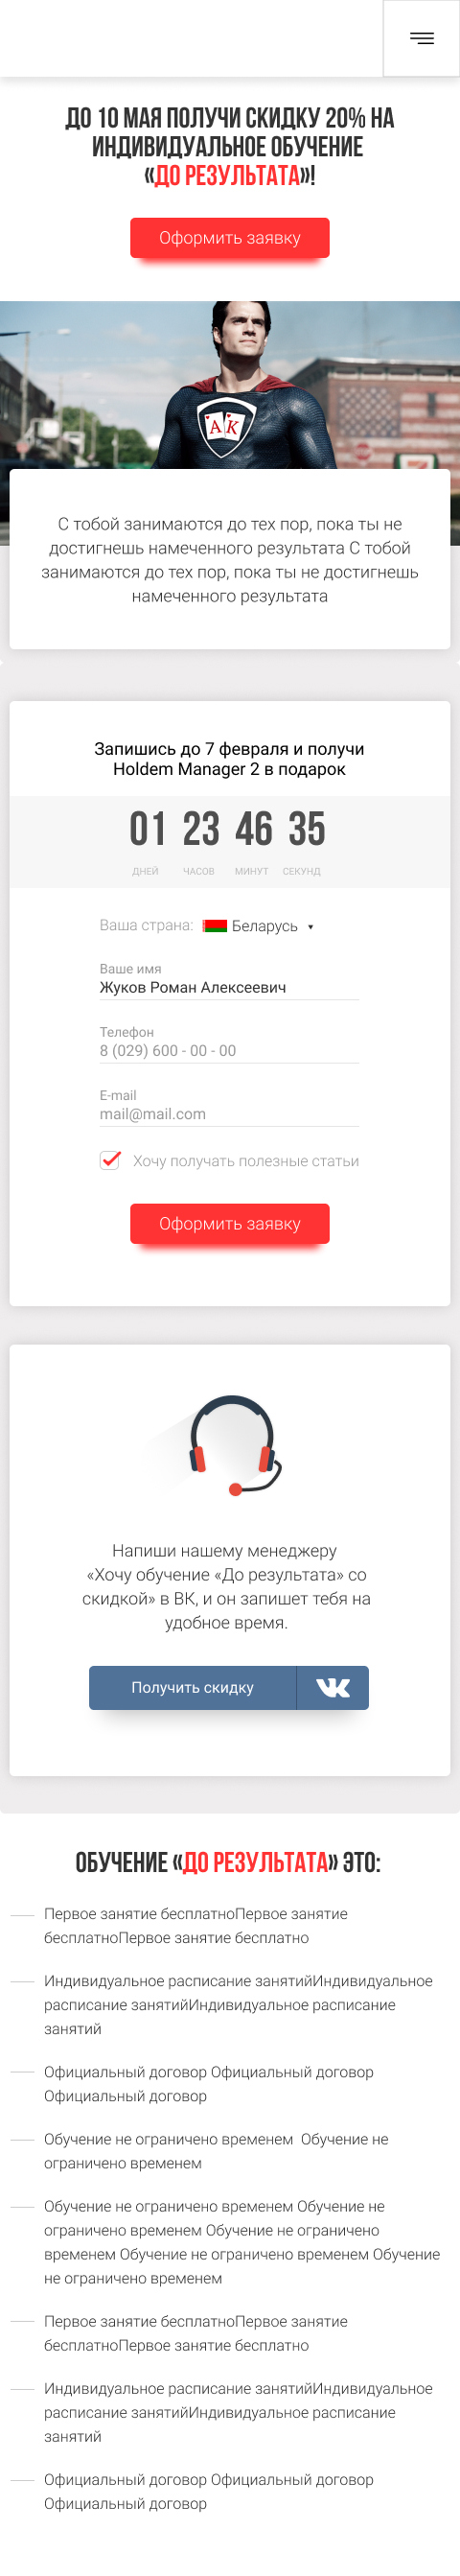 ДО 10 МАЯ ПОЛУЧИ СКИДКУ 20% НА
ИНДИВИДУАЛЬНОЕ ОБУЧЕНИЕ
«ДО РЕЗУЛЬТАТА»!
Оформить заявку
АК
С тобой занимаются до тех пор, пока ты не
достигнешь намеченного результата С тобой
занимаются до тех пор, пока ты не достигнешь
намеченного результата
Запишись до 7 февраля и получи
Holdem Manager 2 в подарок
01 23 46 35
ДНЕЙ ЧАСОВ МИНУТ СЕКУНД
Ваша страна: Беларусь
Ваше имя
Жуков Роман Алексеевич
Телефон
8 (029) 600 - 00 - 00
E-mail
mail@mail.com
Хочу получать полезные статьи
Оформить заявку
Напиши нашему менеджеру
«Хочу обучение «До результата» со
скидкой» в ВК, и он запишет тебя на
удобное время.
Получить скидку
ОБУЧЕНИЕ «ДО РЕЗУЛЬТАТА» ЭТО:
Первое занятие бесплатноПервое занятие
бесплатноПервое занятие бесплатно
Индивидуальное расписание занятийИндивидуальное
расписание занятийИндивидуальное расписание
занятий
Официальный договор Официальный договор
Официальный договор
Обучение не ограничено временем  Обучение не
ограничено временем
Обучение не ограничено временем Обучение не
ограничено временем Обучение не ограничено
временем Обучение не ограничено временем Обучение
не ограничено временем
Первое занятие бесплатноПервое занятие
бесплатноПервое занятие бесплатно
Индивидуальное расписание занятийИндивидуальное
расписание занятийИндивидуальное расписание
занятий
Официальный договор Официальный договор
Официальный договор